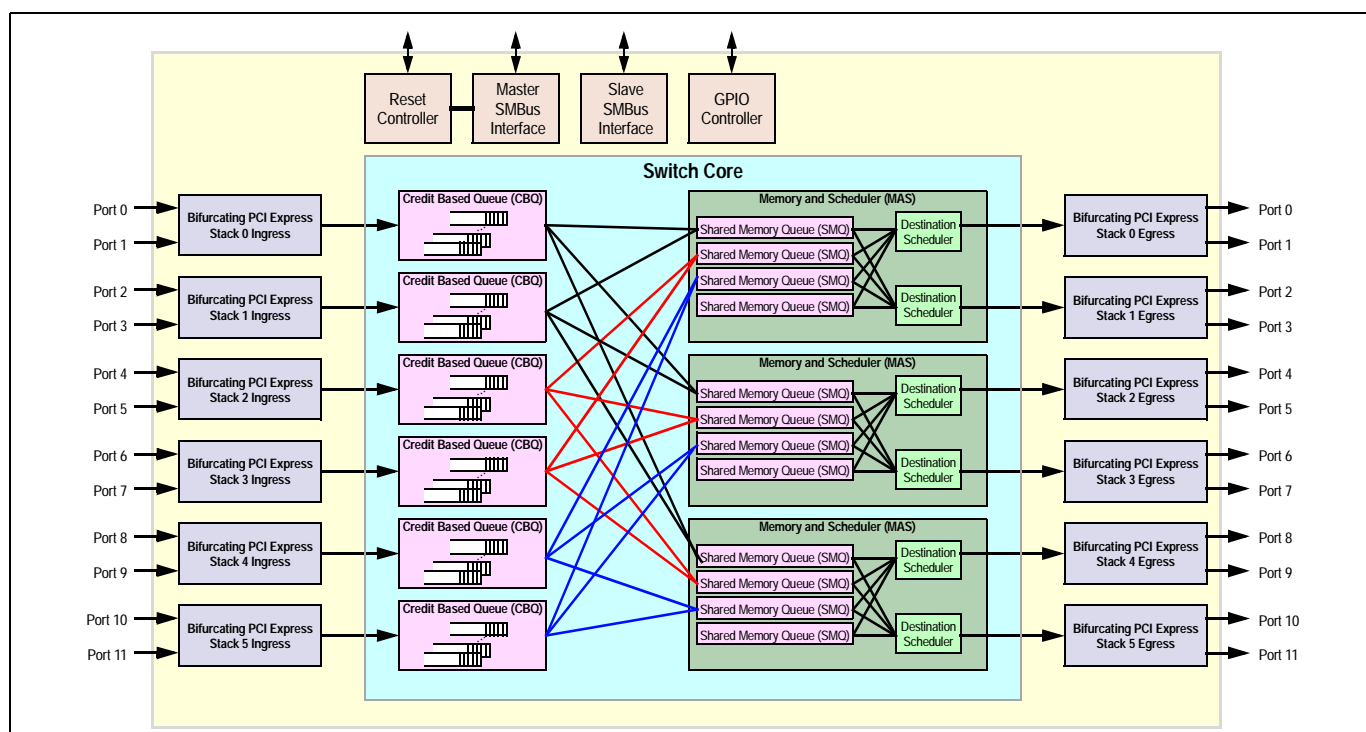 Reset
Controller
Master
SMBus
Interface
Slave
SMBus
Interface
GPIO
Controller
Switch Core
Port 0
Port 1
Bifurcating PCI Express
Stack 0 Ingress
Port 2
Port 3
Bifurcating PCI Express
Stack 1 Ingress
Port 4
Port 5
Bifurcating PCI Express
Stack 2 Ingress
Port 6
Port 7
Bifurcating PCI Express
Stack 3 Ingress
Port 8
Port 9
Bifurcating PCI Express
Stack 4 Ingress
Port 10
Port 11
Bifurcating PCI Express
Stack 5 Ingress
Credit Based Queue (CBQ)
Credit Based Queue (CBQ)
Credit Based Queue (CBQ)
Credit Based Queue (CBQ)
Credit Based Queue (CBQ)
Credit Based Queue (CBQ)
Memory and Scheduler (MAS)
Shared Memory Queue (SMQ)
Shared Memory Queue (SMQ)
Shared Memory Queue (SMQ)
Shared Memory Queue (SMQ)
Destination
Scheduler
Destination
Scheduler
Memory and Scheduler (MAS)
Shared Memory Queue (SMQ)
Shared Memory Queue (SMQ)
Shared Memory Queue (SMQ)
Shared Memory Queue (SMQ)
Destination
Scheduler
Destination
Scheduler
Memory and Scheduler (MAS)
Shared Memory Queue (SMQ)
Shared Memory Queue (SMQ)
Shared Memory Queue (SMQ)
Shared Memory Queue (SMQ)
Destination
Scheduler
Destination
Scheduler
Bifurcating PCI Express
Stack 0 Egress
Port 0
Port 1
Bifurcating PCI Express
Stack 1 Egress
Port 2
Port 3
Bifurcating PCI Express
Stack 2 Egress
Port 4
Port 5
Bifurcating PCI Express
Stack 3 Egress
Port 6
Port 7
Bifurcating PCI Express
Stack 4 Egress
Port 8
Port 9
Bifurcating PCI Express
Stack 5 Egress
Port 10
Port 11